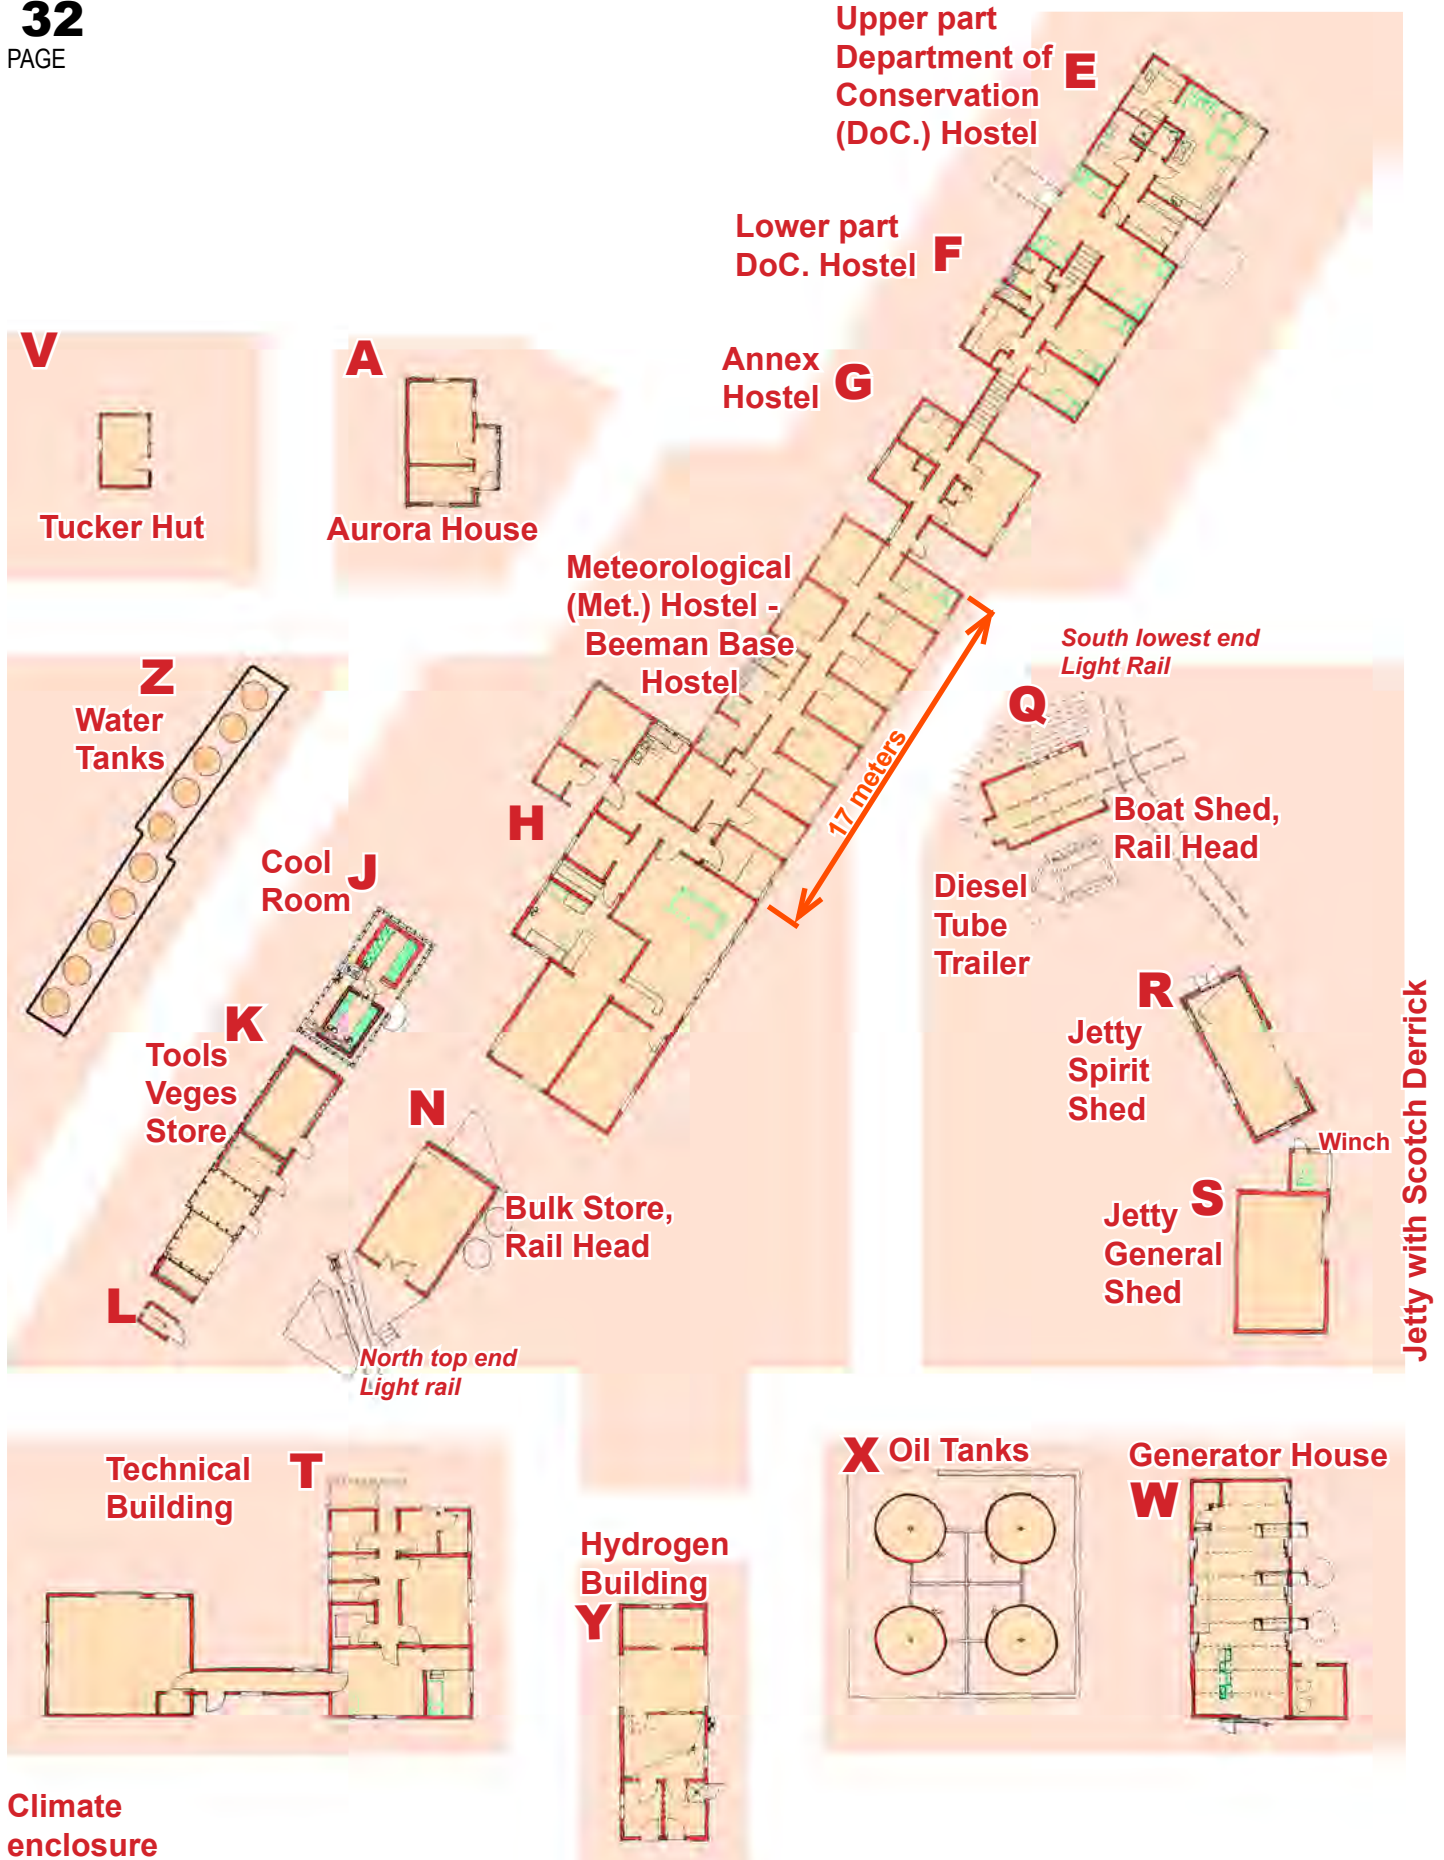 32
PAGE
Upper part
Department of
Conservation
(DoC.) Hostel
E
Lower part
DoC. Hostel
F
Annex
Hostel
G
V
Tucker Hut
A
Aurora House
Meteorological
(Met.) Hostel -
Beeman Base
Hostel
H
17 meters
Z
Water
Tanks
South lowest end
Light Rail
Q
Boat Shed,
Rail Head
Diesel
Tube
Trailer
Cool
Room
J
K
Tools
Veges
Store
L
N
Bulk Store,
Rail Head
North top end
Light rail
R
Jetty
Spirit
Shed
Winch
S
Jetty
General
Shed
Jetty with Scotch Derrick
Technical
Building
T
Hydrogen
Building
Y
X
Oil Tanks
Generator House
W
Climate
enclosure